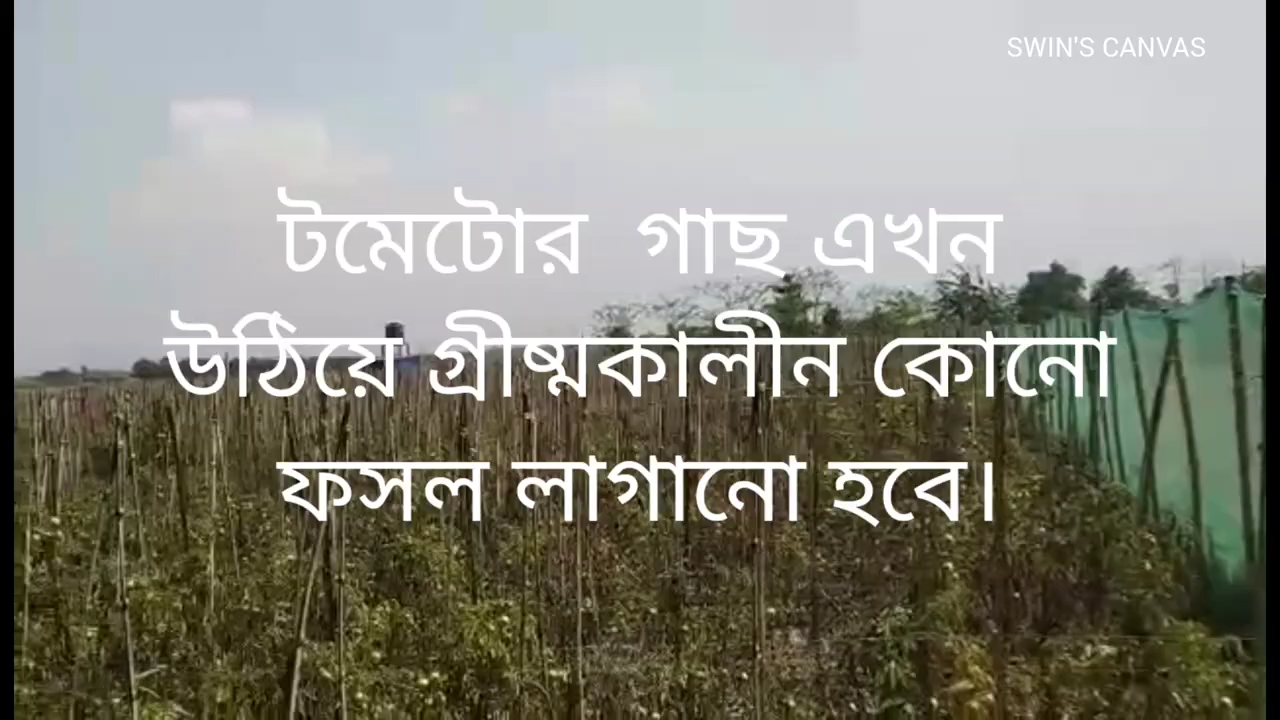 SWIN'S CANVAS
টমেটোর গাছ এখন
উঠিয়ে গ্রীষ্মকালীন কোনো
ফসল লাগানো হবে।